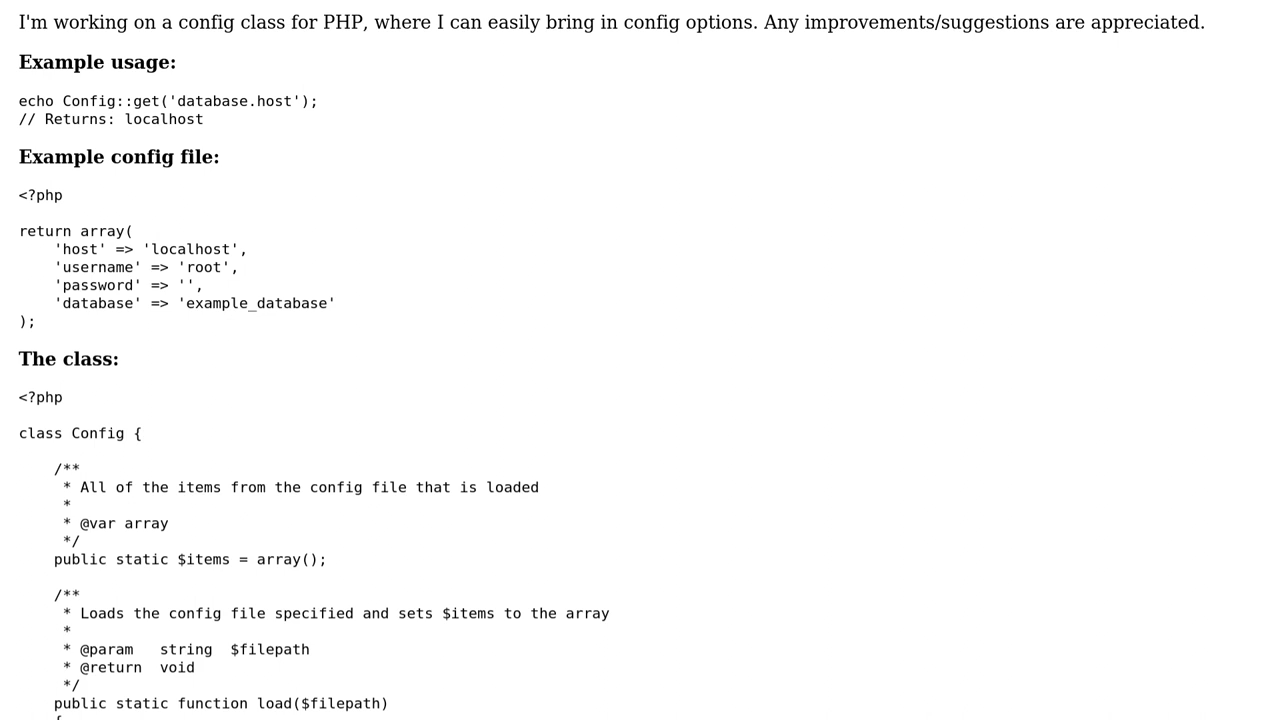 I'm working on a config class for PHP, where I can easily bring in config options. Any improvements/suggestions are appreciated.
Example usage:
echo Config::get('database.host');
// Returns: localhost
Example config file:
<?php
return array(
    'host' => 'localhost',
    'username' => 'root',
    'password' => '',
    'database' => 'example_database'
);
The class:
<?php
class Config {
    /**
     * All of the items from the config file that is loaded
     *
     * @var array
     */
    public static $items = array();
    /**
     * Loads the config file specified and sets $items to the array
     *
     * @param   string  $filepath
     * @return  void
     */
    public static function load($filepath)